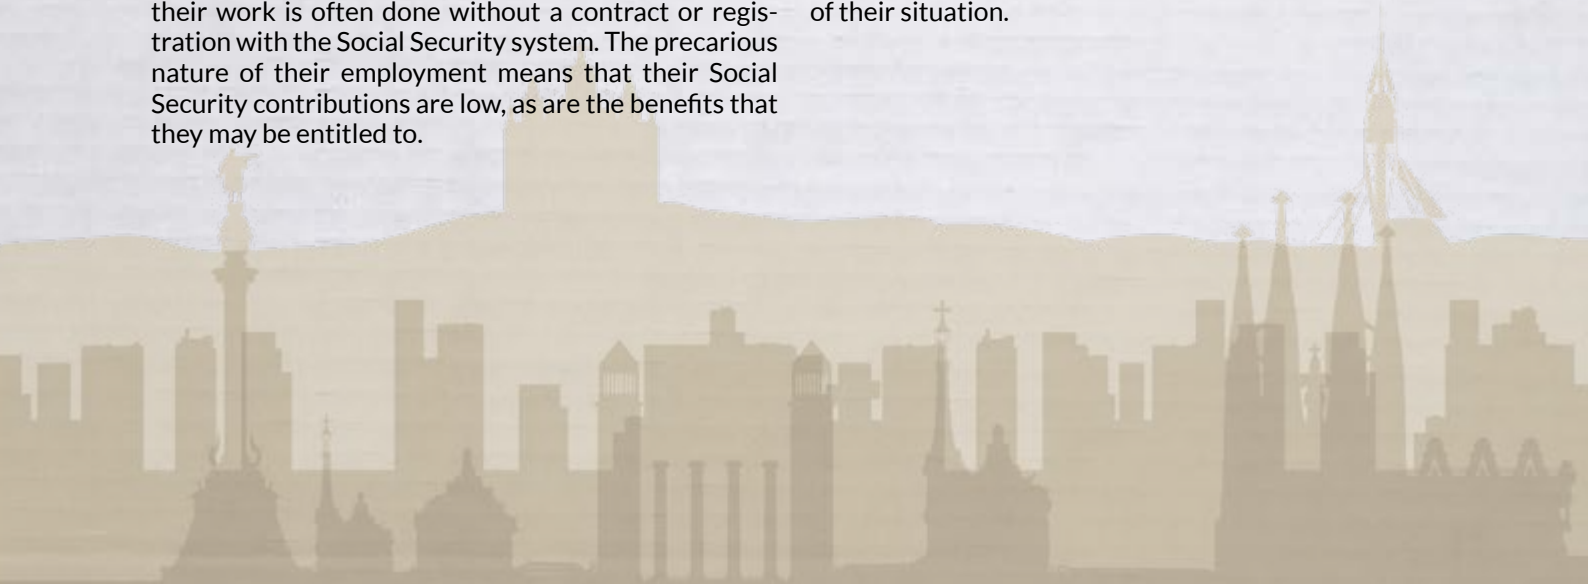 their work is often done without a contract or regis-
tration with the Social Security system. The precarious
nature of their employment means that their Social
Security contributions are low, as are the benefits that
they may be entitled to.
of their situation.